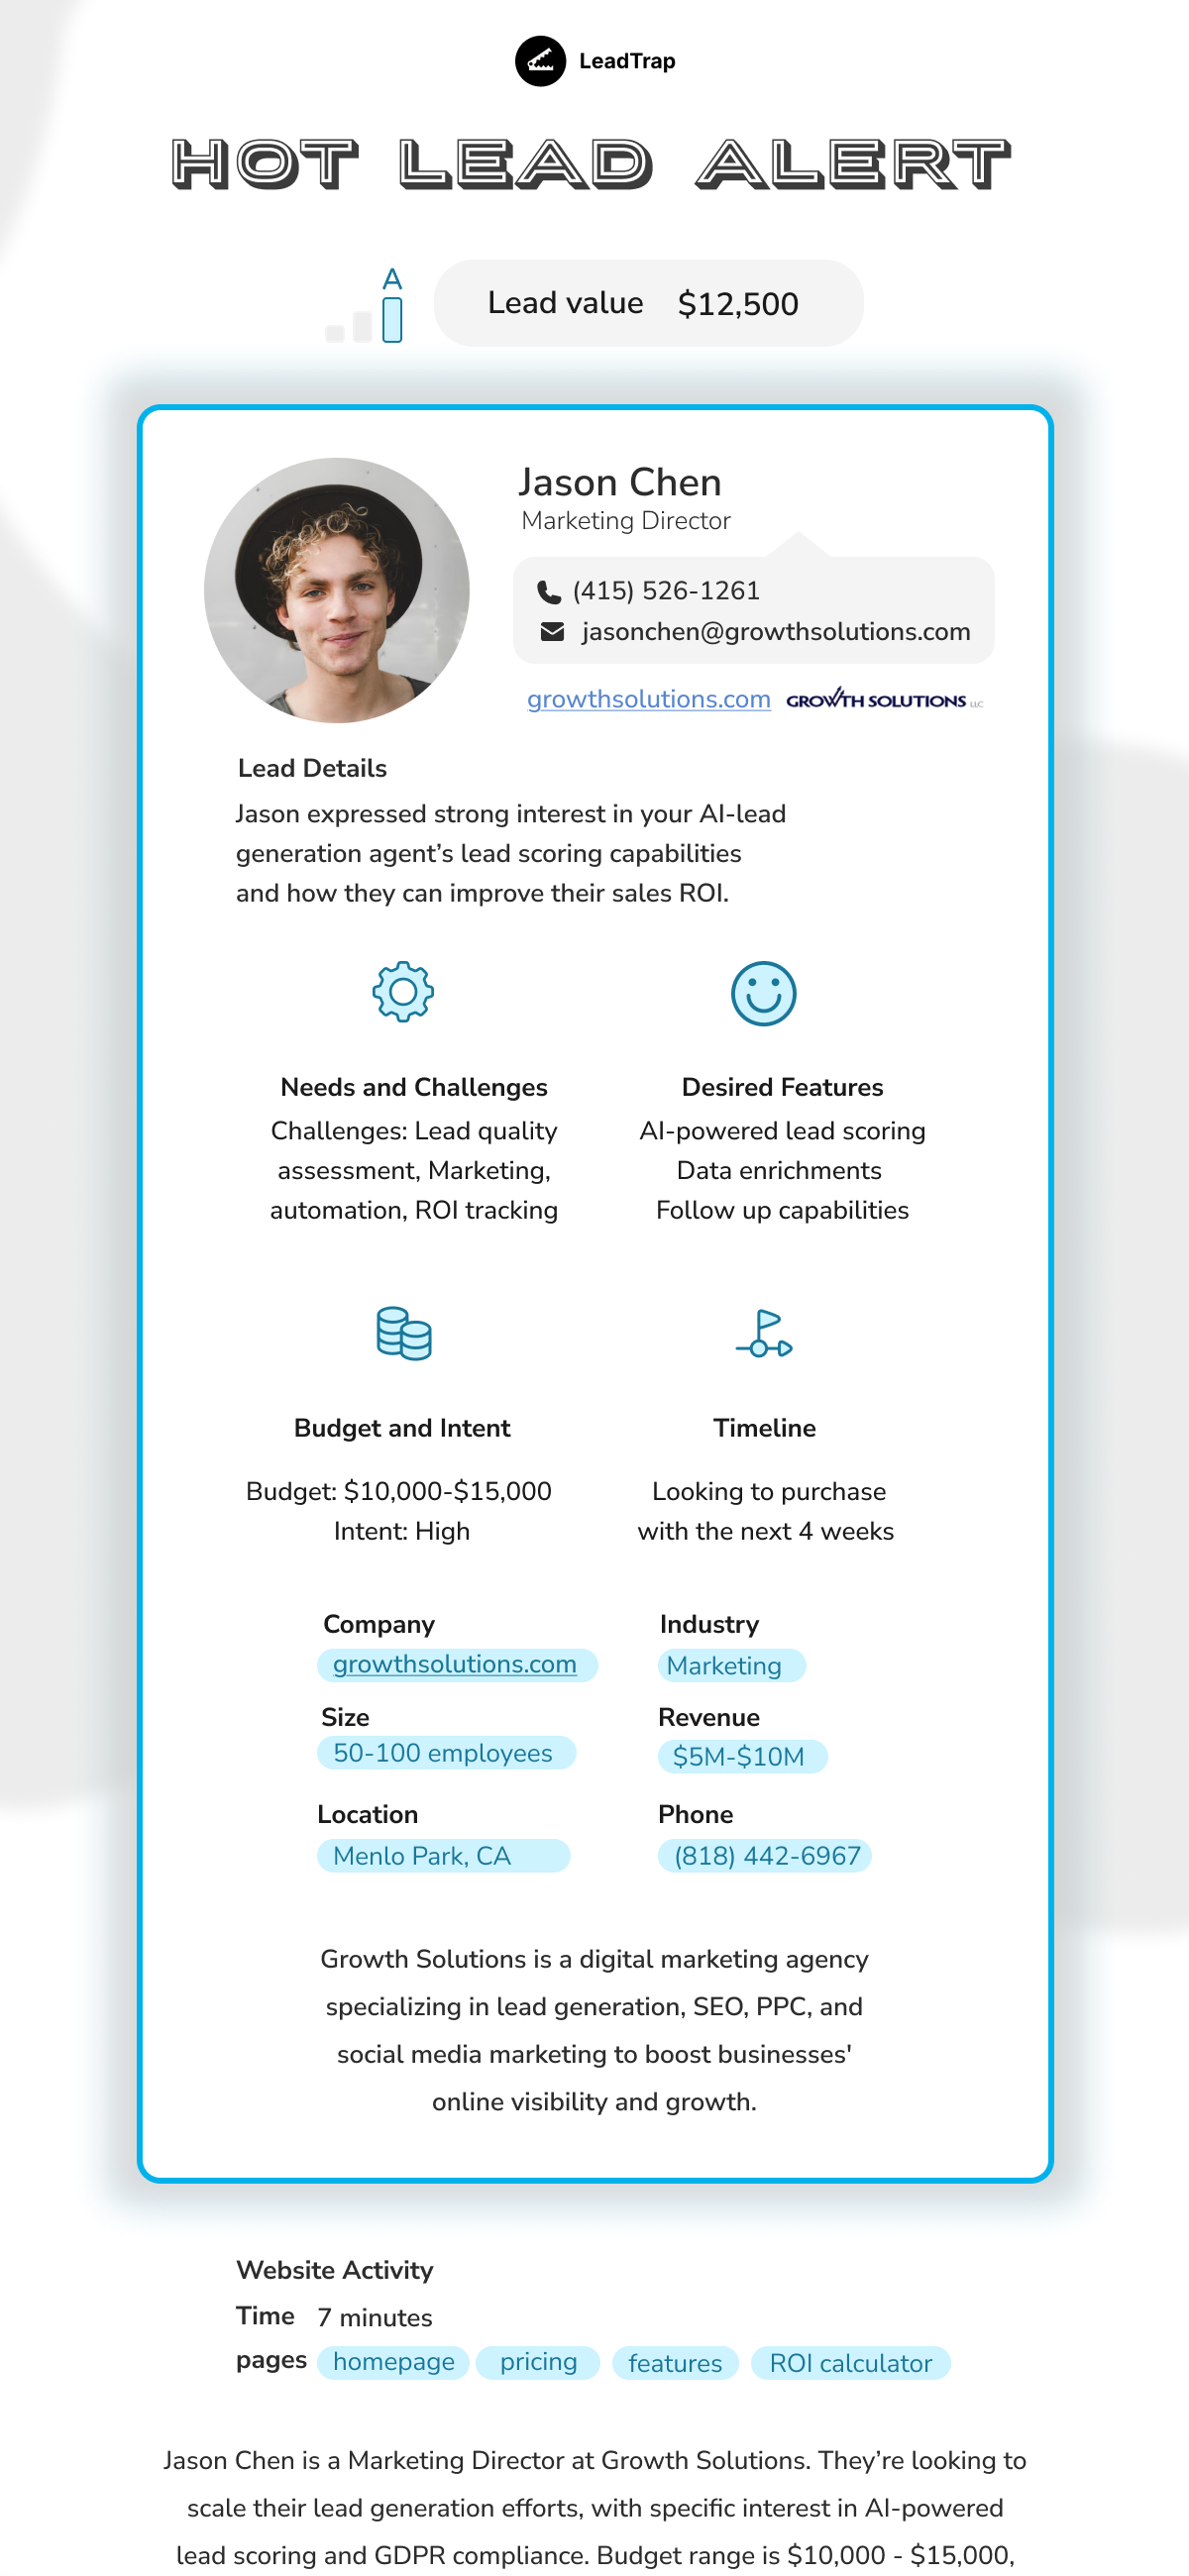 LeadTrap
HOT LEAD ALERT
A
Lead value $12,500
Jason Chen
Marketing Director
(415) 526-1261
jasonchen@growthsolutions.com
growthsolutions.com GROWTH SOLUTIONS LLC
Lead Details
Jason expressed strong interest in your AI-lead
generation agent’s lead scoring capabilities
and how they can improve their sales ROI.
Needs and Challenges
Challenges: Lead quality
assessment, Marketing,
automation, ROI tracking
Desired Features
AI-powered lead scoring
Data enrichments
Follow up capabilities
Budget and Intent
Budget: $10,000-$15,000
Intent: High
Timeline
Looking to purchase
with the next 4 weeks
Company
growthsolutions.com
Industry
Marketing
Size
50-100 employees
Revenue
$5M-$10M
Location
Menlo Park, CA
Phone
(818) 442-6967
Growth Solutions is a digital marketing agency
specializing in lead generation, SEO, PPC, and
social media marketing to boost businesses'
online visibility and growth.
Website Activity
Time 7 minutes
pages homepage pricing features ROI calculator
Jason Chen is a Marketing Director at Growth Solutions. They’re looking to
scale their lead generation efforts, with specific interest in AI-powered
lead scoring and GDPR compliance. Budget range is $10,000 - $15,000,